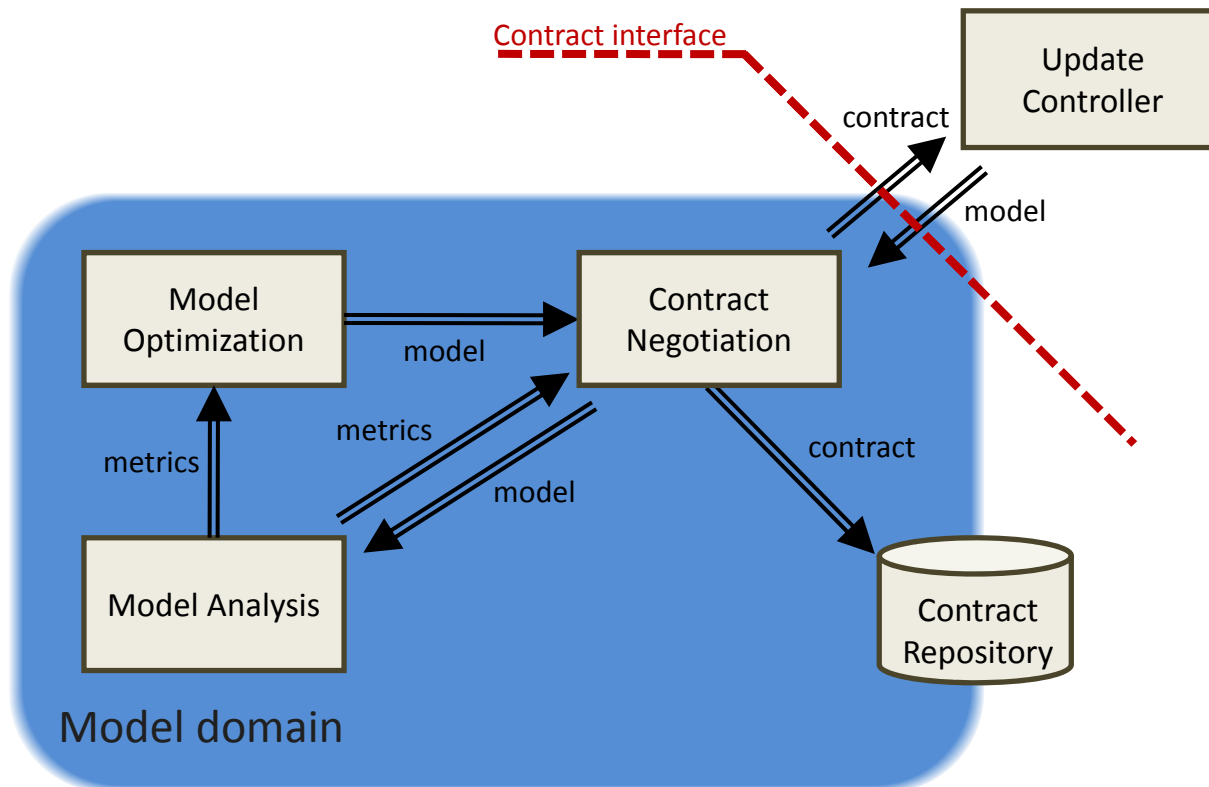 Contract interface
Update
Controller
contract
model
Model
Optimization
Contract
Negotiation
model
metrics
metrics
model
contract
Model Analysis
Contract
Repository
Model domain